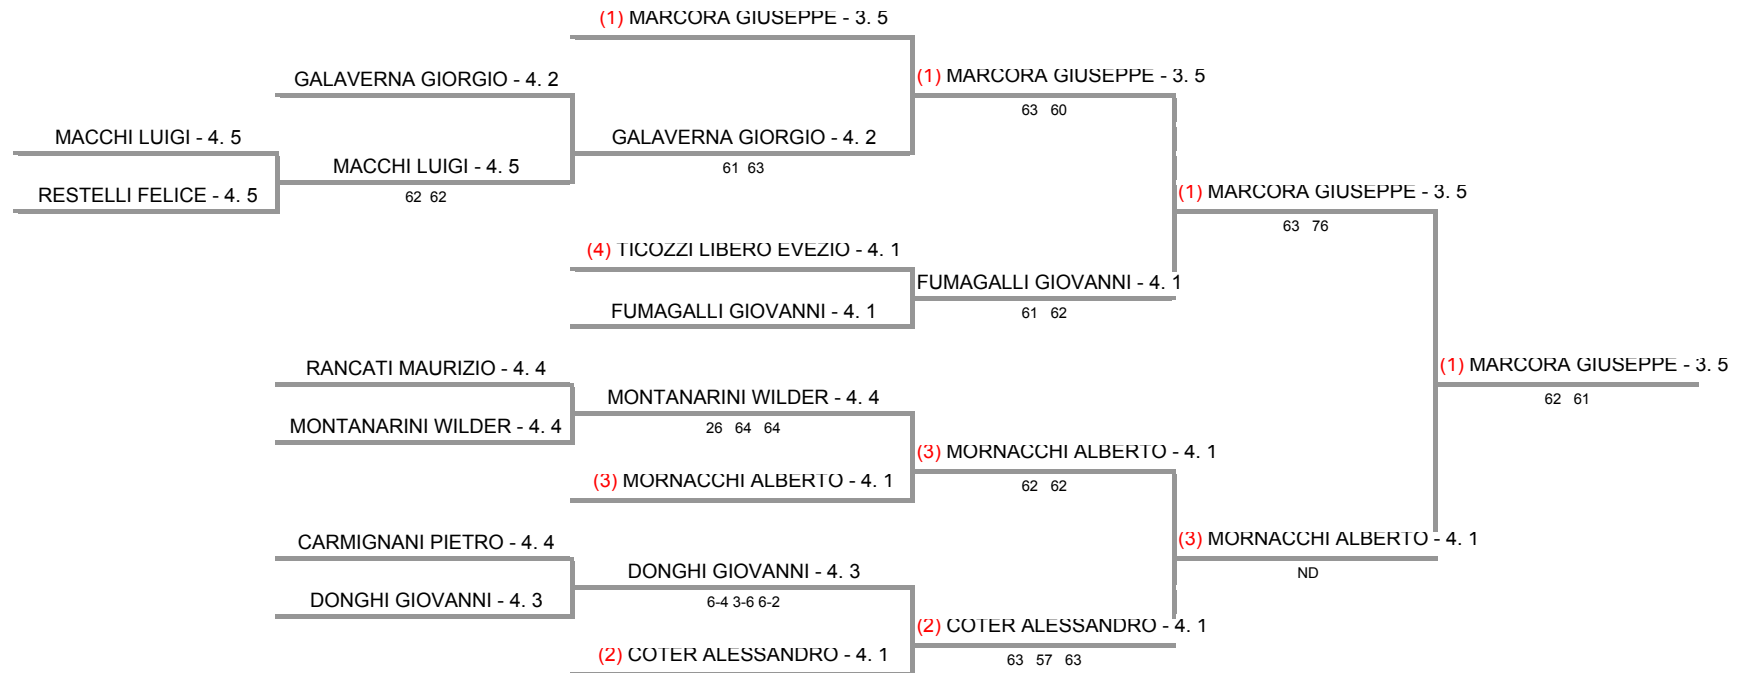 (1) MARCORA GIUSEPPE - 3. 5
GALAVERNA GIORGIO - 4. 2
(1) MARCORA GIUSEPPE - 3. 5
63 60
MACCHI LUIGI - 4. 5
GALAVERNA GIORGIO - 4. 2
MACCHI LUIGI - 4. 5
61 63
RESTELLI FELICE - 4. 5
62 62
(1) MARCORA GIUSEPPE - 3. 5
63 76
(4) TICOZZI LIBERO EVEZIO - 4. 1
FUMAGALLI GIOVANNI - 4. 1
FUMAGALLI GIOVANNI - 4. 1
61 62
RANCATI MAURIZIO - 4. 4
(1) MARCORA GIUSEPPE - 3. 5
62 61
MONTANARINI WILDER - 4. 4
MONTANARINI WILDER - 4. 4
26 64 64
(3) MORNACCHI ALBERTO - 4. 1
(3) MORNACCHI ALBERTO - 4. 1
62 62
CARMIGNANI PIETRO - 4. 4
(3) MORNACCHI ALBERTO - 4. 1
ND
DONGHI GIOVANNI - 4. 3
DONGHI GIOVANNI - 4. 3
6-4 3-6 6-2
(2) COTER ALESSANDRO - 4. 1
(2) COTER ALESSANDRO - 4. 1
63 57 63